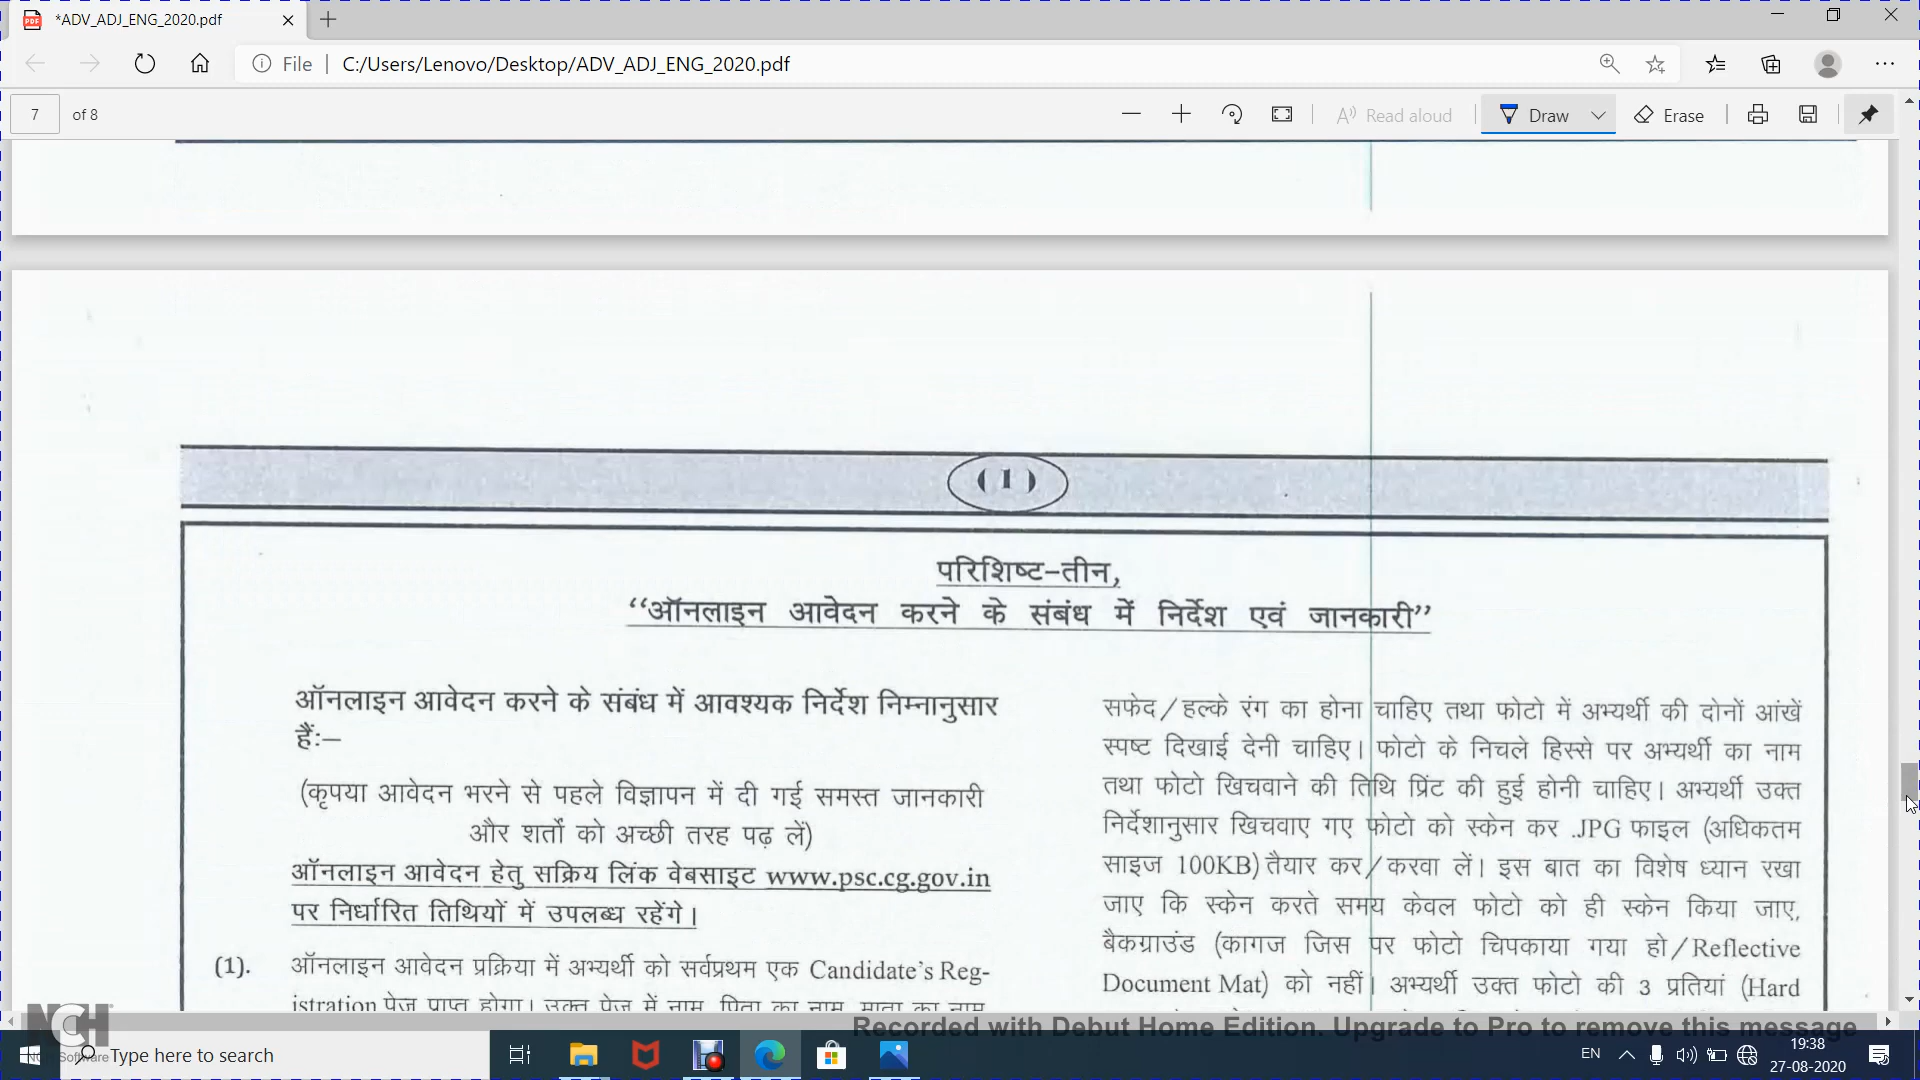 *ADV_ADJ_ENG_2020.pdf
File
C:/Users/Lenovo/Desktop/ADV_ADJ_ENG_2020.pdf
7 of 8
Read aloud
Draw
Erase
(1)
परिशिष्ट–तीन,
‘‘ऑनलाइन आवेदन करने के संबंध में निर्देश एवं जानकारी’’
ऑनलाइन आवेदन करने के संबंध में आवश्यक निर्देश निम्नानुसार
हैंः–
(कृपया आवेदन भरने से पहले विज्ञापन में दी गई समस्त जानकारी
और शर्तों को अच्छी तरह पढ़ लें)
ऑनलाइन आवेदन हेतु सक्रिय लिंक वेबसाइट www.psc.cg.gov.in
पर निर्धारित तिथियों में उपलब्ध रहेंगे।
(1). ऑनलाइन आवेदन प्रक्रिया में अभ्यर्थी को सर्वप्रथम एक Candidate's Reg-
istration पेज प्राप्त होगा। उक्त पेज में नाम, पिता का नाम, माता का नाम,
सफेद/हल्के रंग का होना चाहिए तथा फोटो में अभ्यर्थी की दोनों आंखें
स्पष्ट दिखाई देनी चाहिए। फोटो के निचले हिस्से पर अभ्यर्थी का नाम
तथा फोटो खिचवाने की तिथि प्रिंट की हुई होनी चाहिए। अभ्यर्थी उक्त
निर्देशानुसार खिचवाए गए फोटो को स्केन कर .JPG फाइल (अधिकतम
साइज 100KB) तैयार कर/करवा लें। इस बात का विशेष ध्यान रखा
जाए कि स्केन करते समय केवल फोटो को ही स्केन किया जाए,
बैकग्राउंड (कागज जिस पर फोटो चिपकाया गया हो/Reflective
Document Mat) को नहीं। अभ्यर्थी उक्त फोटो की 3 प्रतियां (Hard
Recorded with Debut Home Edition. Upgrade to Pro to remove this message
NCH
NCH Software
Type here to search
EN
19:38
27-08-2020